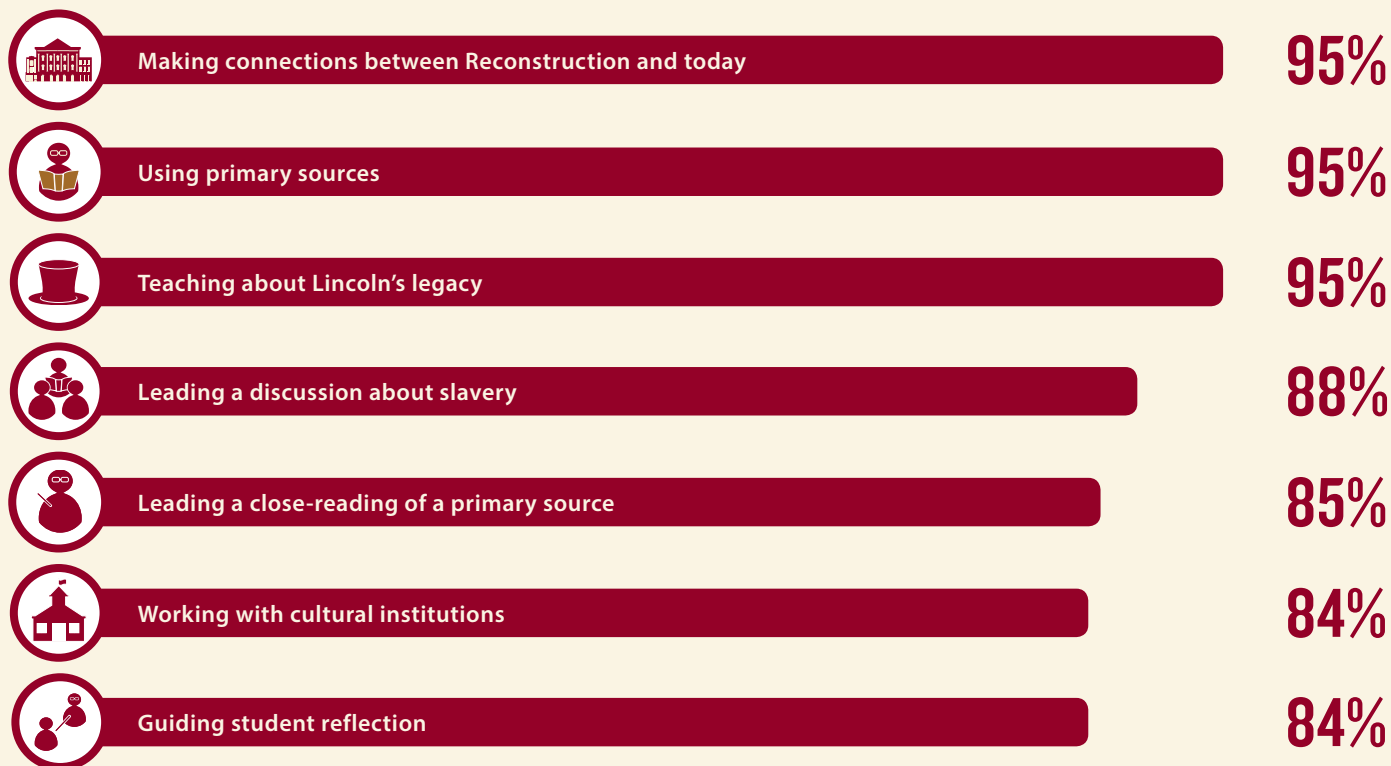 Making connections between Reconstruction and today 95%
Using primary sources 95%
Teaching about Lincoln’s legacy 95%
Leading a discussion about slavery 88%
Leading a close-reading of a primary source 85%
Working with cultural institutions 84%
Guiding student reflection 84%